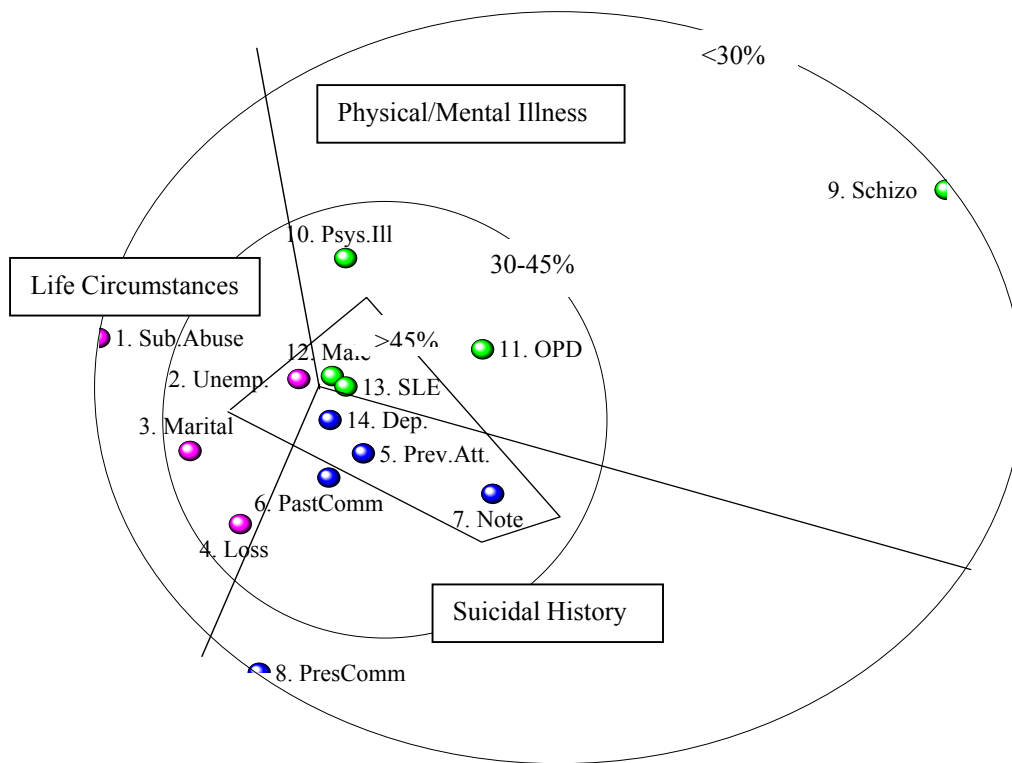 <30%
Physical/Mental Illness
9. Schizo
10. Psys.Ill
30-45%
Life Circumstances
1. Sub.Abuse
>45%
11. OPD
12. Male
2. Unemp.
13. SLE
14. Dep.
3. Marital
5. Prev.Att.
6. PastComm
7. Note
4. Loss
Suicidal History
8. PresComm